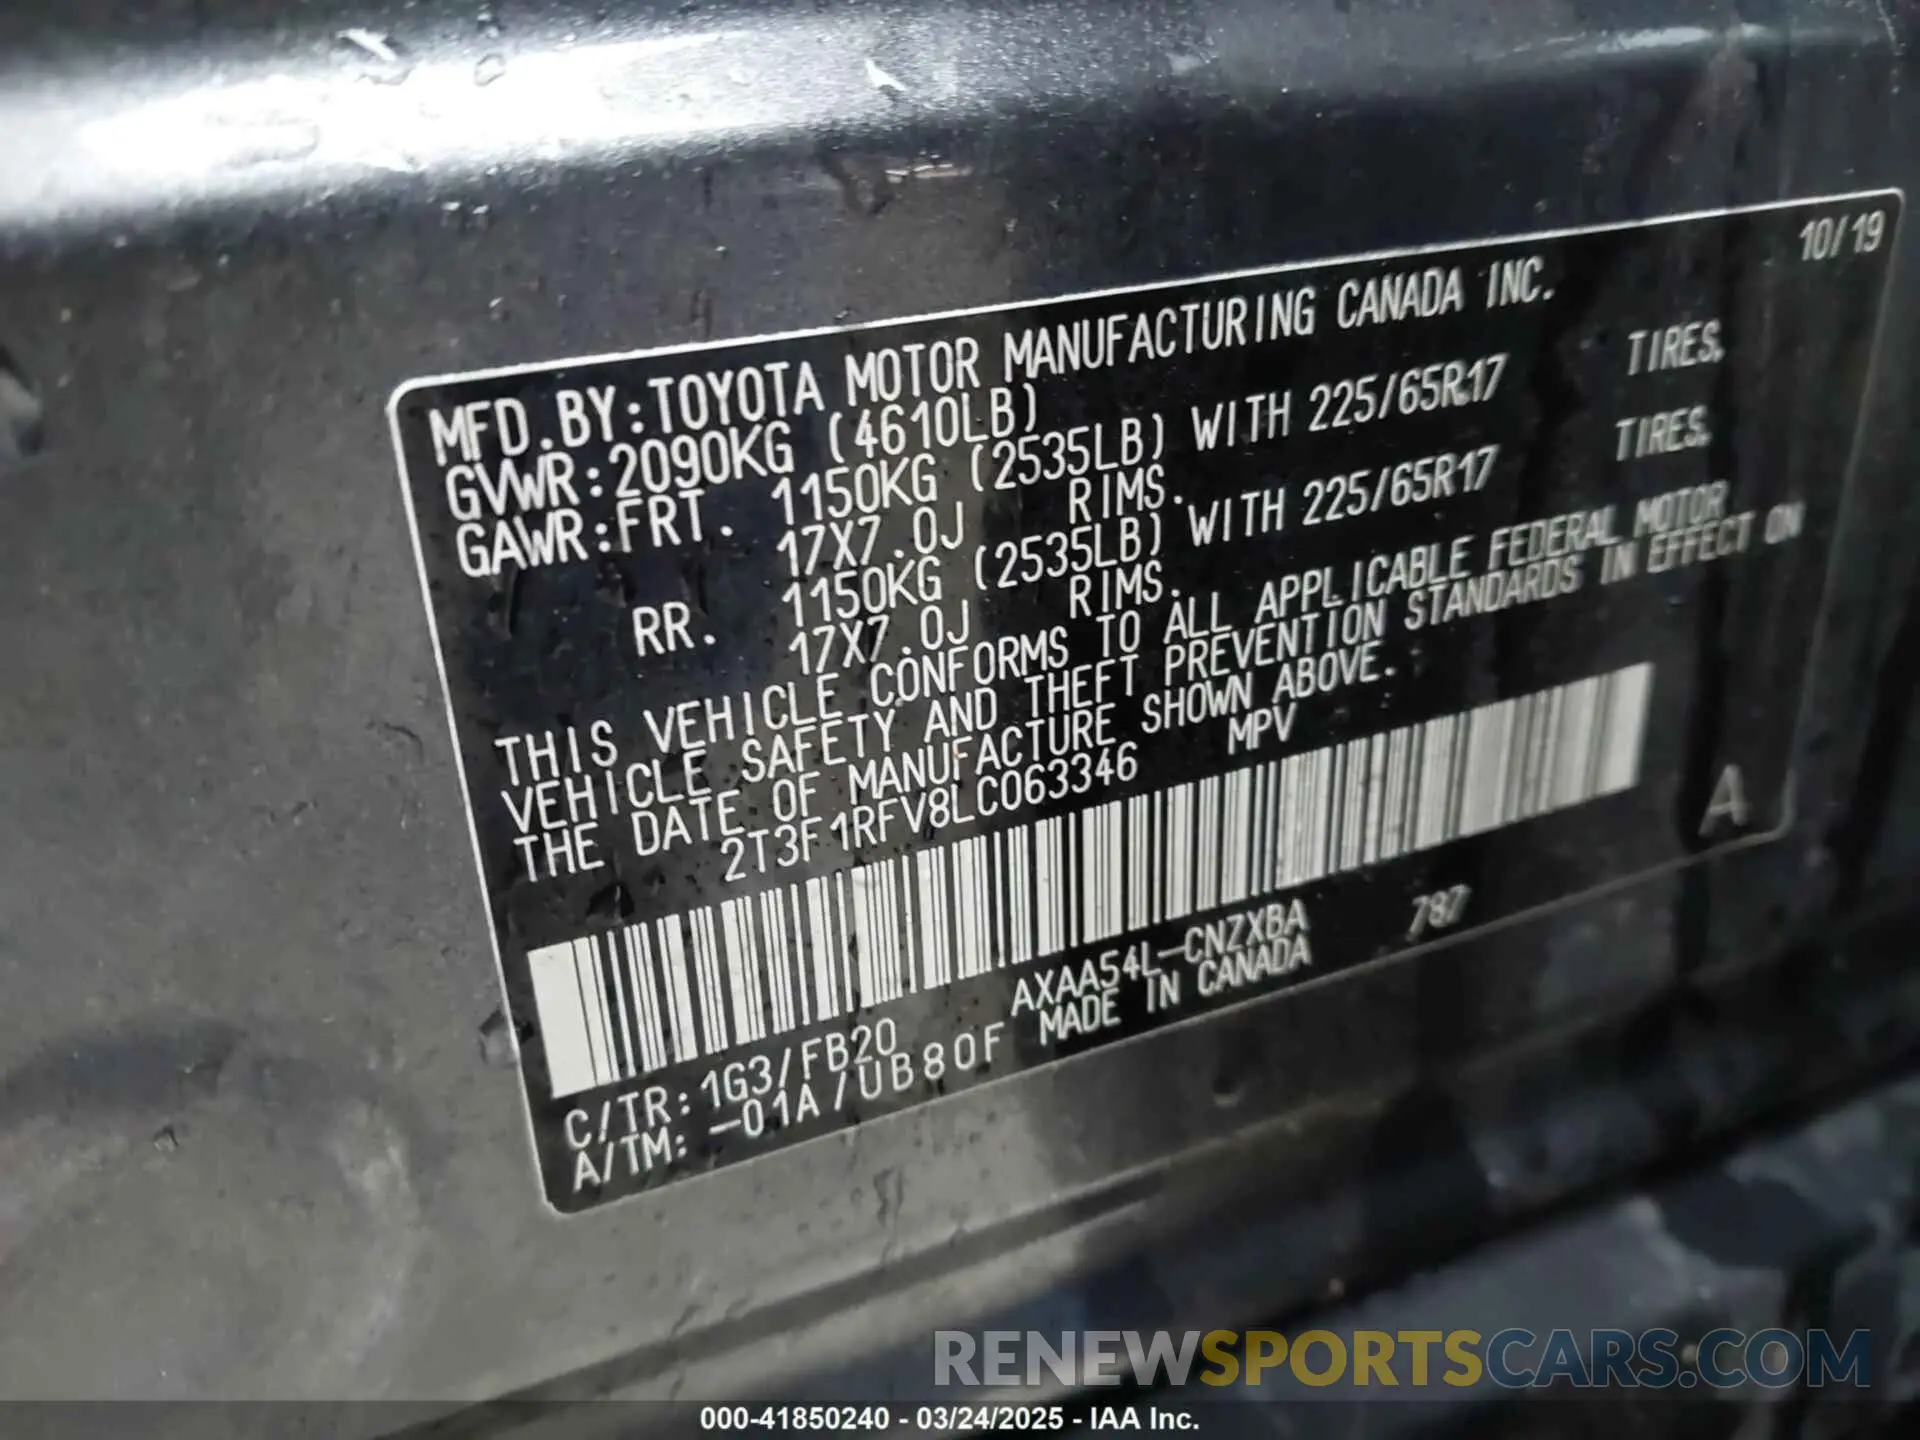 10/19
MFD.BY:TOYOTA MOTOR MANUFACTURING CANADA INC.
GVWR:2090KG (4610LB)
GAWR:FRT. 1150KG (2535LB) WITH 225/65R17 TIRES,
17X7.0J RIMS.
RR. 1150KG (2535LB) WITH 225/65R17 TIRES,
17X7.0J RIMS.
THIS VEHICLE CONFORMS TO ALL APPLICABLE FEDERAL MOTOR
VEHICLE SAFETY AND THEFT PREVENTION STANDARDS IN EFFECT ON
THE DATE OF MANUFACTURE SHOWN ABOVE.
2T3F1RFV8LC063346 MPV
A
C/TR:1G3/FB20 AXAA54L-CNZXBA 787
A/TM:-01A/UB80F MADE IN CANADA
RENEWSPORTSCARS.COM
000-41850240 - 03/24/2025 - IAA Inc.